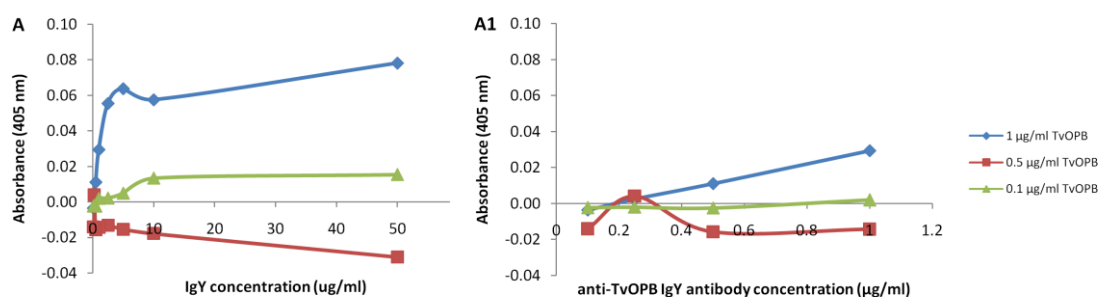 A
Absorbance (405 nm)
0.10
0.08
0.06
0.04
0.02
0.00
-0.02
-0.04
0 10 20 30 40 50
IgY concentration (ug/ml)
A1
Absorbance (405 nm)
0.10
0.08
0.06
0.04
0.02
0.00
-0.02
-0.04
0 0.2 0.4 0.6 0.8 1 1.2
anti-TvOPB IgY antibody concentration (µg/ml)
1 µg/ml TvOPB
0.5 µg/ml TvOPB
0.1 µg/ml TvOPB